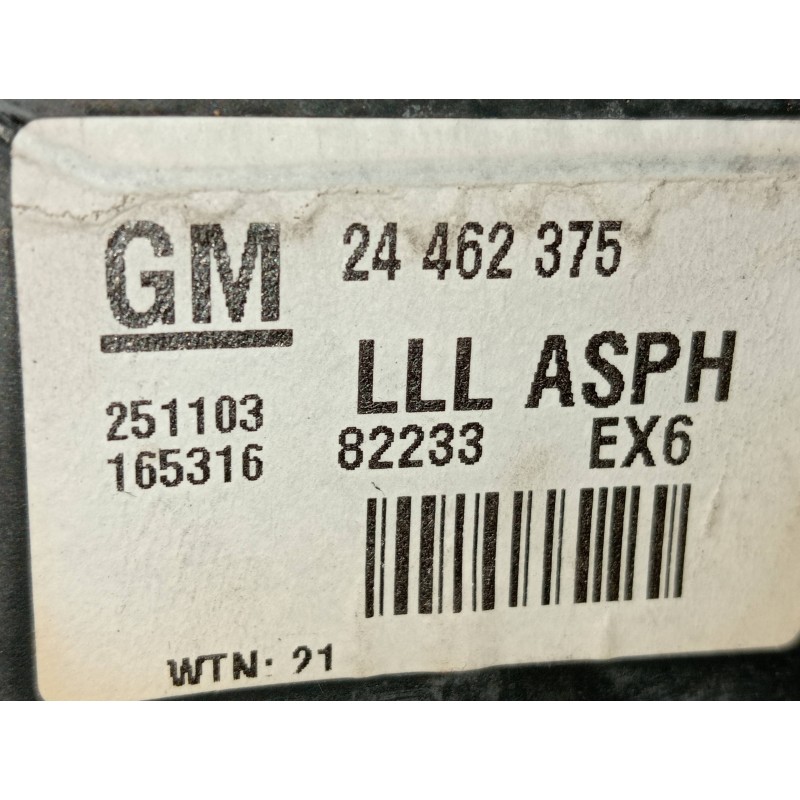 GM 24 462 375
LLL ASPH
251103
165316 82233 EX6
WTN: 21